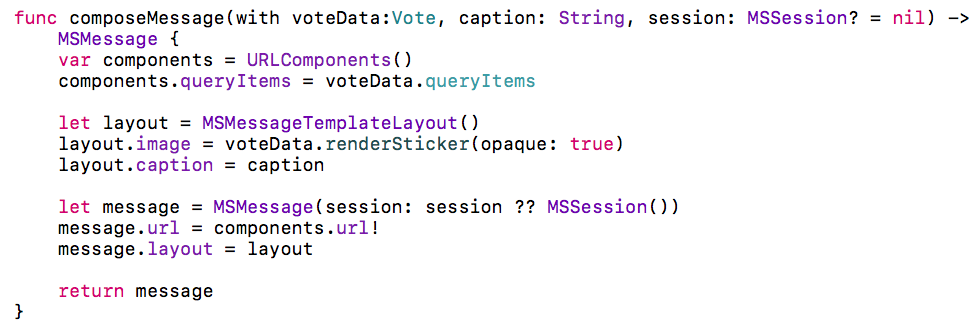 func composeMessage(with voteData:Vote, caption: String, session: MSSession? = nil) ->
    MSMessage {
    var components = URLComponents()
    components.queryItems = voteData.queryItems

    let layout = MSMessageTemplateLayout()
    layout.image = voteData.renderSticker(opaque: true)
    layout.caption = caption

    let message = MSMessage(session: session ?? MSSession())
    message.url = components.url!
    message.layout = layout

    return message
}